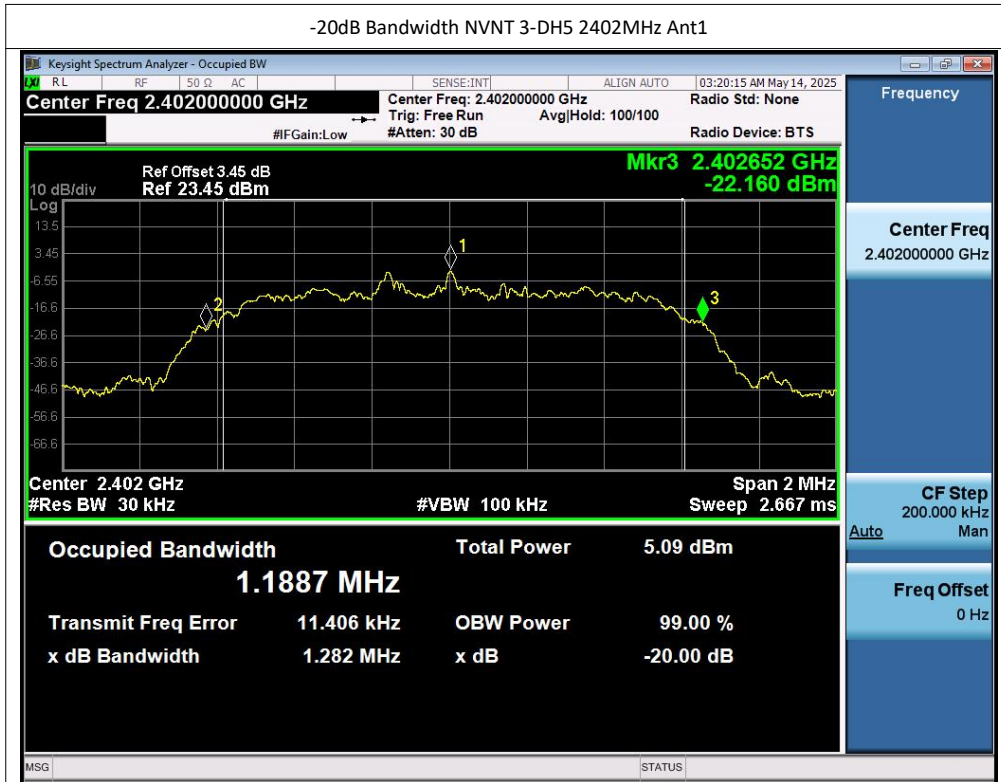 -20dB Bandwidth NVNT 3-DH5 2402MHz Ant1
Keysight Spectrum Analyzer - Occupied BW
LXI RL RF 50 Ω AC SENSE:INT ALIGN AUTO 03:20:15 AM May 14, 2025
Center Freq 2.402000000 GHz
Center Freq: 2.402000000 GHz Radio Std: None
Trig: Free Run Avg|Hold: 100/100
#IFGain:Low #Atten: 30 dB Radio Device: BTS
Frequency
Ref Offset 3.45 dB Mkr3 2.402652 GHz
10 dB/div Ref 23.45 dBm -22.160 dBm
Log
13.5
3.45
-6.55
-16.6
-26.6
-36.6
-46.6
-56.6
-66.6
1
2
3
Center 2.402 GHz Span 2 MHz
#Res BW 30 kHz #VBW 100 kHz Sweep 2.667 ms
Center Freq
2.402000000 GHz
CF Step
200.000 kHz
Auto Man
Freq Offset
0 Hz
Occupied Bandwidth Total Power 5.09 dBm
1.1887 MHz
Transmit Freq Error 11.406 kHz OBW Power 99.00 %
x dB Bandwidth 1.282 MHz x dB -20.00 dB
MSG STATUS